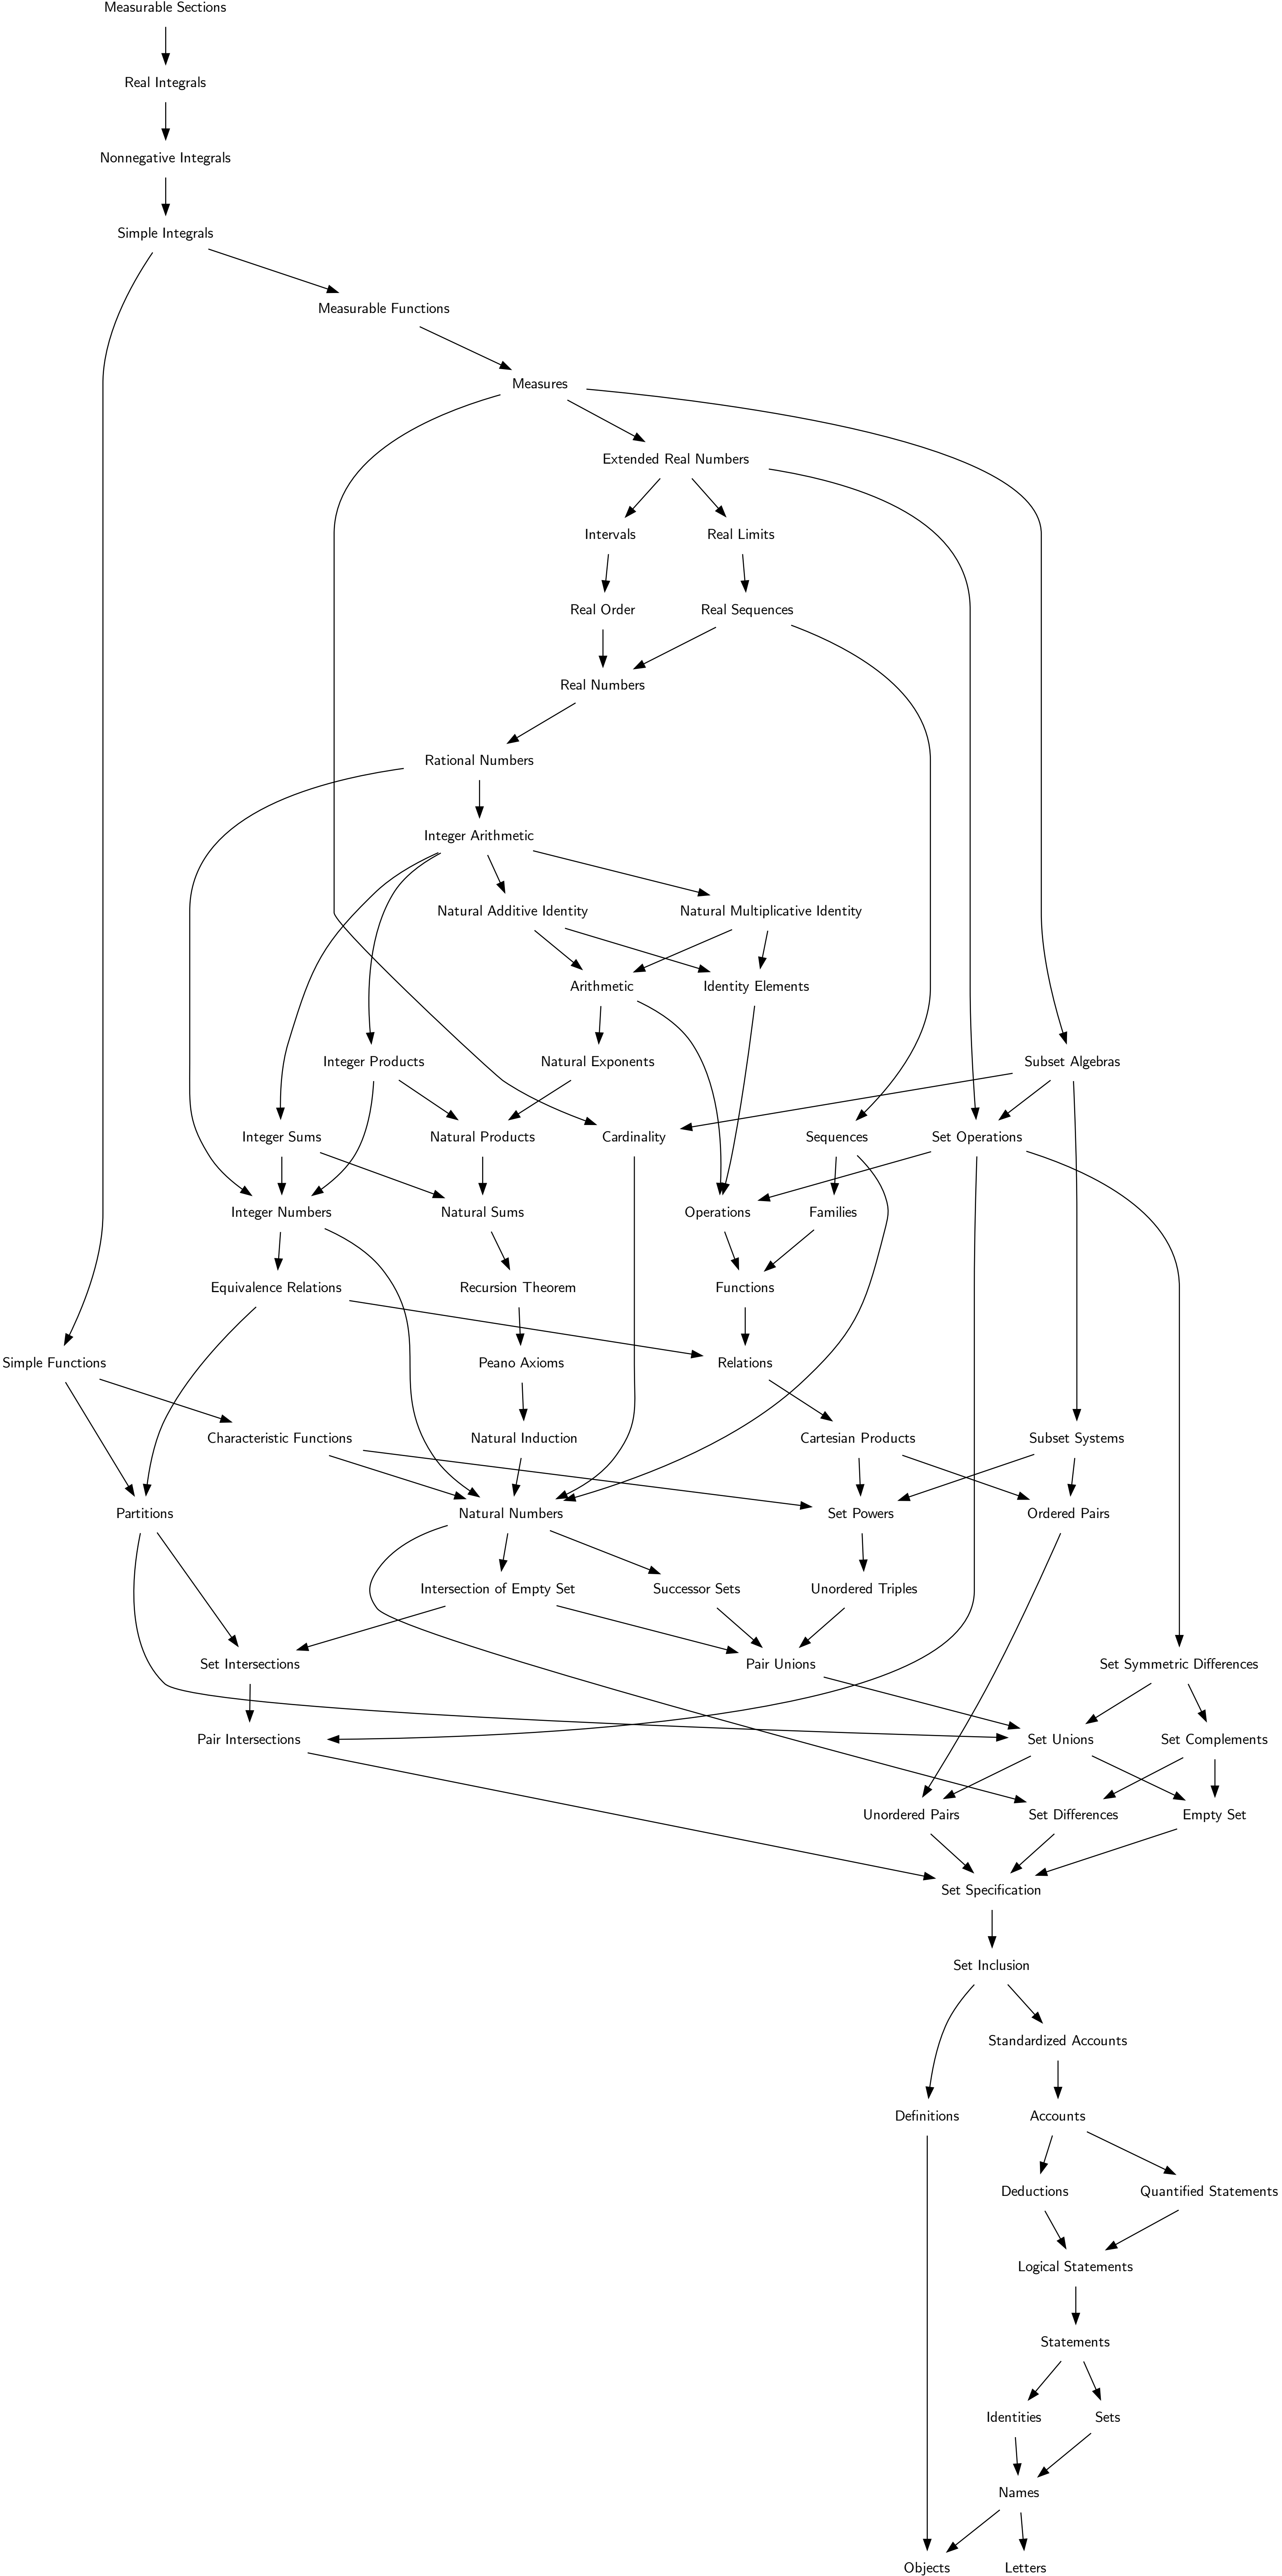 Measurable Sections
Real Integrals
Nonnegative Integrals
Simple Integrals
Measurable Functions
Measures
Extended Real Numbers
Intervals
Real Limits
Real Order
Real Sequences
Real Numbers
Rational Numbers
Integer Arithmetic
Natural Additive Identity
Natural Multiplicative Identity
Arithmetic
Identity Elements
Integer Products
Natural Exponents
Subset Algebras
Integer Sums
Natural Products
Cardinality
Sequences
Set Operations
Integer Numbers
Natural Sums
Operations
Families
Equivalence Relations
Recursion Theorem
Functions
Simple Functions
Peano Axioms
Relations
Characteristic Functions
Natural Induction
Cartesian Products
Subset Systems
Partitions
Natural Numbers
Set Powers
Ordered Pairs
Intersection of Empty Set
Successor Sets
Unordered Triples
Set Intersections
Pair Unions
Set Symmetric Differences
Pair Intersections
Set Unions
Set Complements
Unordered Pairs
Set Differences
Empty Set
Set Specification
Set Inclusion
Standardized Accounts
Definitions
Accounts
Deductions
Quantified Statements
Logical Statements
Statements
Identities
Sets
Names
Objects
Letters